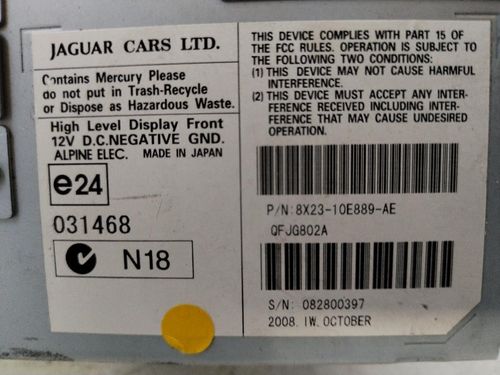 JAGUAR CARS LTD.
Contains Mercury Please
do not put in Trash-Recycle
or Dispose as Hazardous Waste.
High Level Display Front
12V D.C.NEGATIVE GND.
ALPINE ELEC. MADE IN JAPAN
e24
031468
N18
THIS DEVICE COMPLIES WITH PART 15 OF
THE FCC RULES. OPERATION IS SUBJECT TO
THE FOLLOWING TWO CONDITIONS:
(1) THIS DEVICE MAY NOT CAUSE HARMFUL
INTERFERENCE.
(2) THIS DEVICE MUST ACCEPT ANY INTER-
FERENCE RECEIVED INCLUDING INTER-
FERENCE THAT MAY CAUSE UNDESIRED
OPERATION.
P/N:8X23-10E889-AE
QFJG802A
S/N: 082800397
2008. IW. OCTOBER